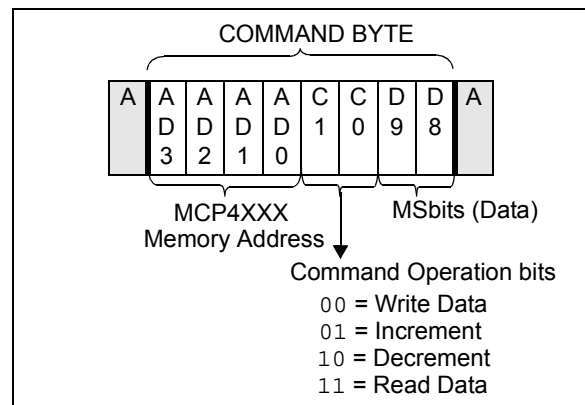 COMMAND BYTE
A A A A A C C D D A
D D D D 1 0 9 8
3 2 1 0
MCP4XXX MSbits (Data)
Memory Address
Command Operation bits
00 = Write Data
01 = Increment
10 = Decrement
11 = Read Data